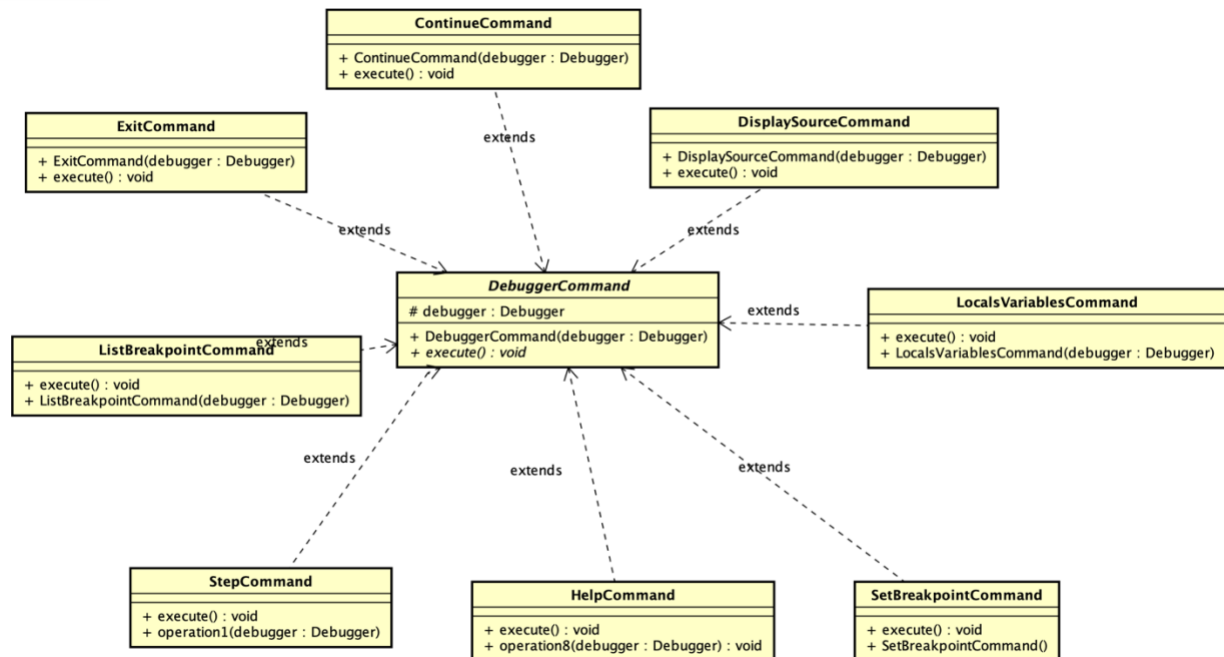 ContinueCommand
+ ContinueCommand(debugger : Debugger)
+ execute() : void
extends
ExitCommand
+ ExitCommand(debugger : Debugger)
+ execute() : void
extends
DisplaySourceCommand
+ DisplaySourceCommand(debugger : Debugger)
+ execute() : void
extends
DebuggerCommand
# debugger : Debugger
+ DebuggerCommand(debugger : Debugger)
+ execute() : void
LocalsVariablesCommand
+ execute() : void
+ LocalsVariablesCommand(debugger : Debugger)
extends
ListBreakpointCommand
+ execute() : void
+ ListBreakpointCommand(debugger : Debugger)
extends
extends
extends
extends
StepCommand
+ execute() : void
+ operation1(debugger : Debugger)
HelpCommand
+ execute() : void
+ operation8(debugger : Debugger) : void
SetBreakpointCommand
+ execute() : void
+ SetBreakpointCommand()